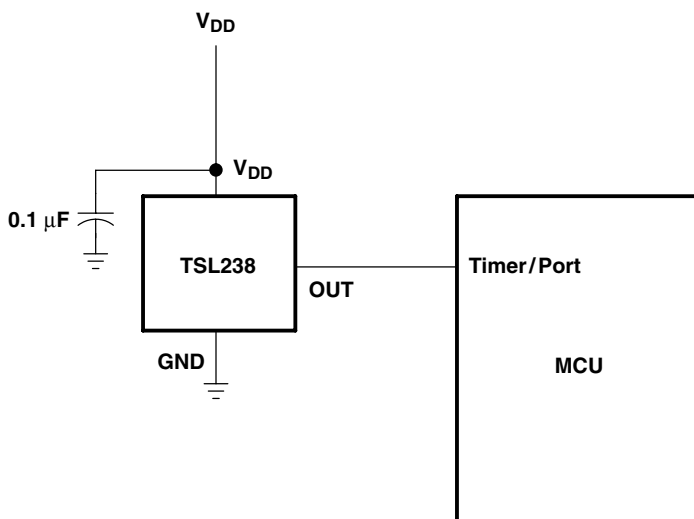 VDD
VDD
0.1 μF
TSL238
OUT
Timer/Port
GND
MCU